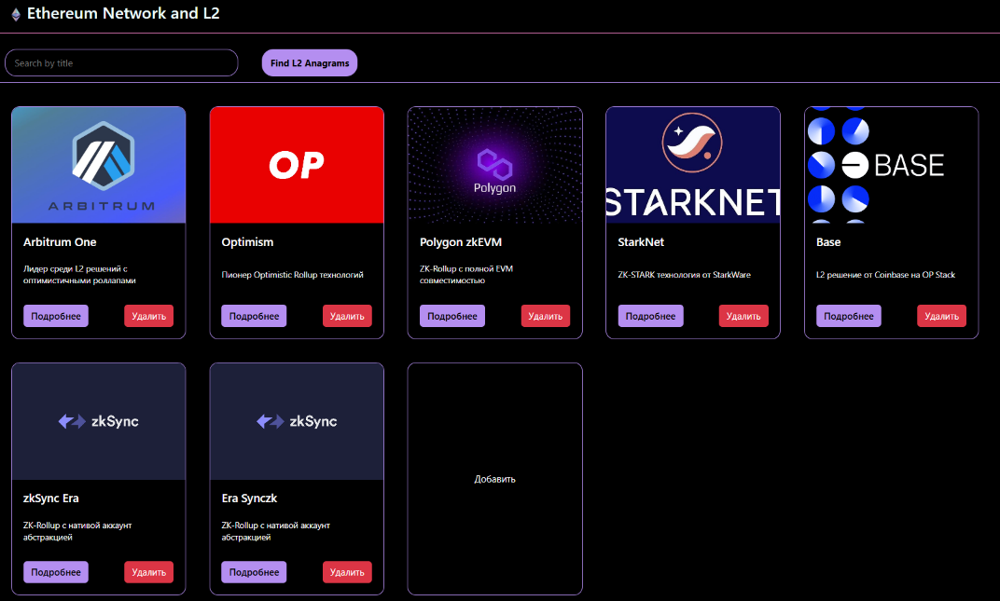 Ethereum Network and L2
Search by title
Find L2 Anagrams
ARBITRUM
Arbitrum One
Лидер среди L2 решений с
оптимистичными роллапами
Подробнее
Удалить
OP
Optimism
Пионер Optimistic Rollup технологий
Подробнее
Удалить
Polygon
Polygon zkEVM
ZK-Rollup с полной EVM
совместимостью
Подробнее
Удалить
STARKNET
StarkNet
ZK-STARK технология от StarkWare
Подробнее
Удалить
BASE
Base
L2 решение от Coinbase на OP Stack
Подробнее
Удалить
zkSync
zkSync Era
ZK-Rollup с нативой аккаунт
абстракцией
Подробнее
Удалить
zkSync
Era Synczk
ZK-Rollup с нативой аккаунт
абстракцией
Подробнее
Удалить
Добавить